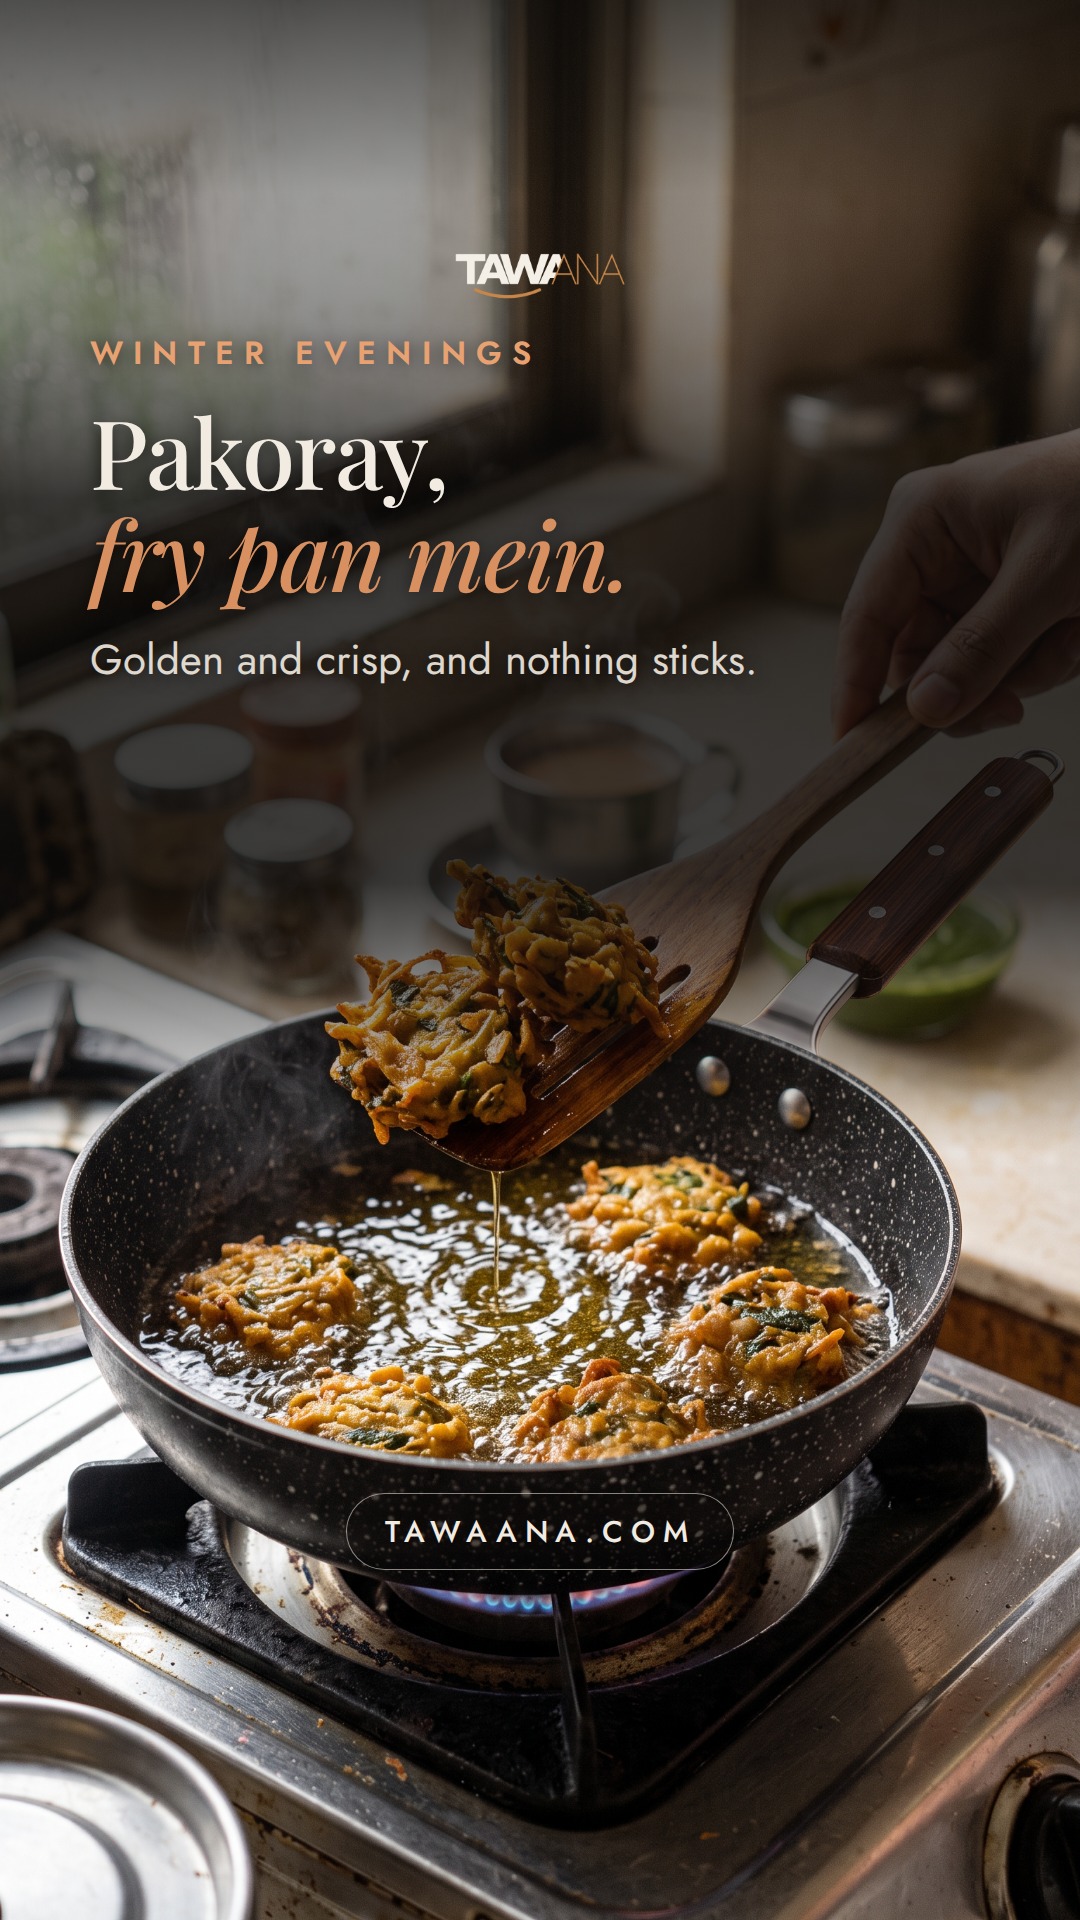 TAWAANA
WINTER EVENINGS
Pakoray,
fry pan mein.
Golden and crisp, and nothing sticks.
TAWAANA.COM